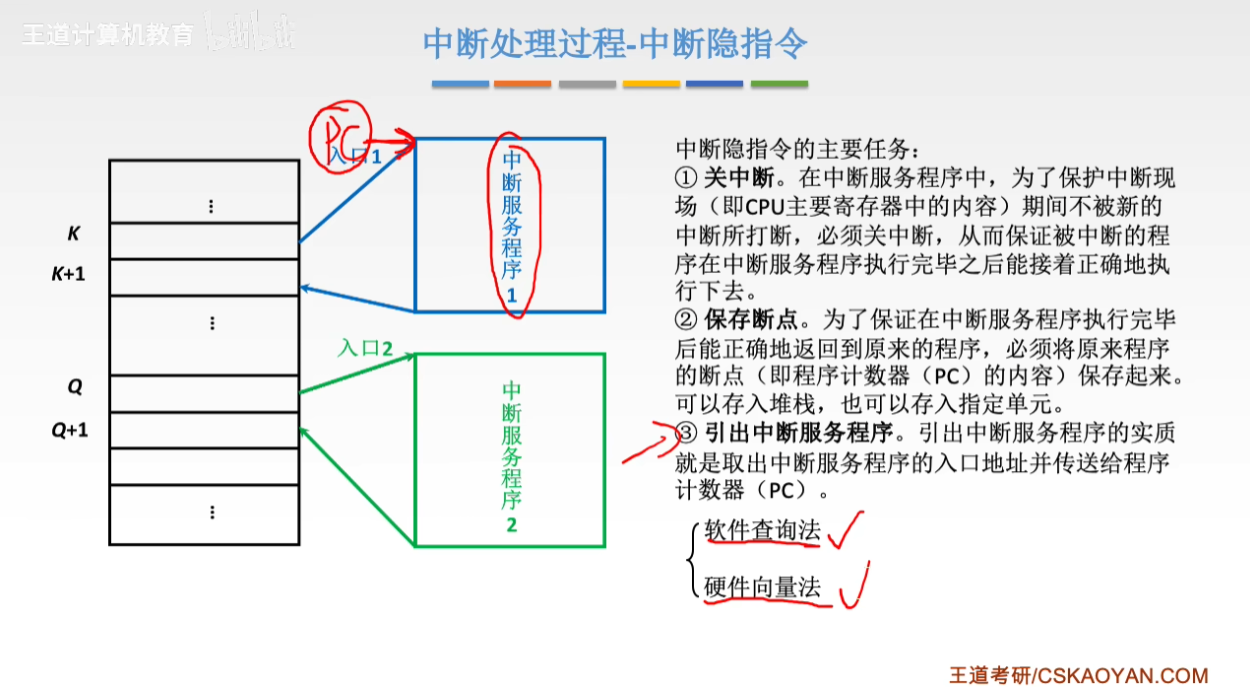 王道计算机教育 bilibili
中断处理过程-中断隐指令
PC
入口1
中断服务程序1
K
K+1
⋮
⋮
Q
Q+1
⋮
入口2
中断服务程序2
中断隐指令的主要任务：
① 关中断。在中断服务程序中，为了保护中断现
场（即CPU主要寄存器中的内容）期间不被新的
中断所打断，必须关中断，从而保证被中断的程
序在中断服务程序执行完毕之后能接着正确地执
行下去。
② 保存断点。为了保证在中断服务程序执行完毕
后能正确地返回到原来的程序，必须将原来程序
的断点（即程序计数器（PC）的内容）保存起来。
可以存入堆栈，也可以存入指定单元。
③ 引出中断服务程序。引出中断服务程序的实质
就是取出中断服务程序的入口地址并传送给程序
计数器（PC）。
软件查询法
硬件向量法
王道考研/CSKAOYAN.COM